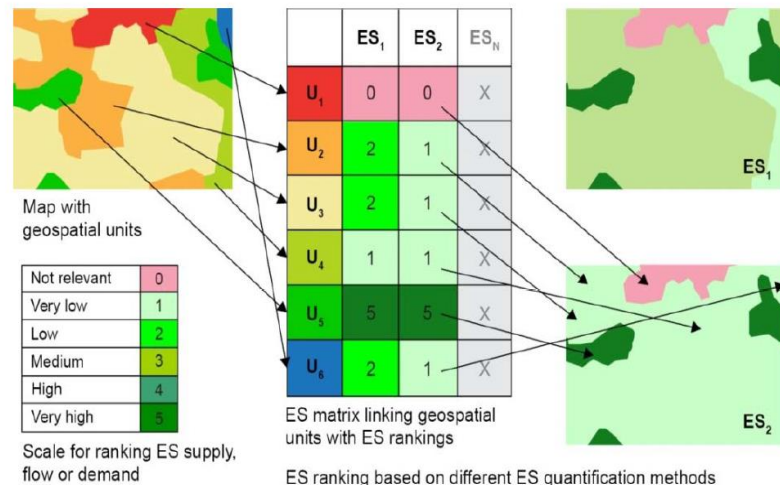 ES1 ES2 ESN
U1 0 0 X
U2 2 1 X
U3 2 1 X
U4 1 1 X
U5 5 5 X
U6 2 1 X
ES1
ES2
Map with
geospatial units
Not relevant 0
Very low 1
Low 2
Medium 3
High 4
Very high 5
Scale for ranking ES supply,
flow or demand
ES matrix linking geospatial
units with ES rankings
ES ranking based on different ES quantification methods